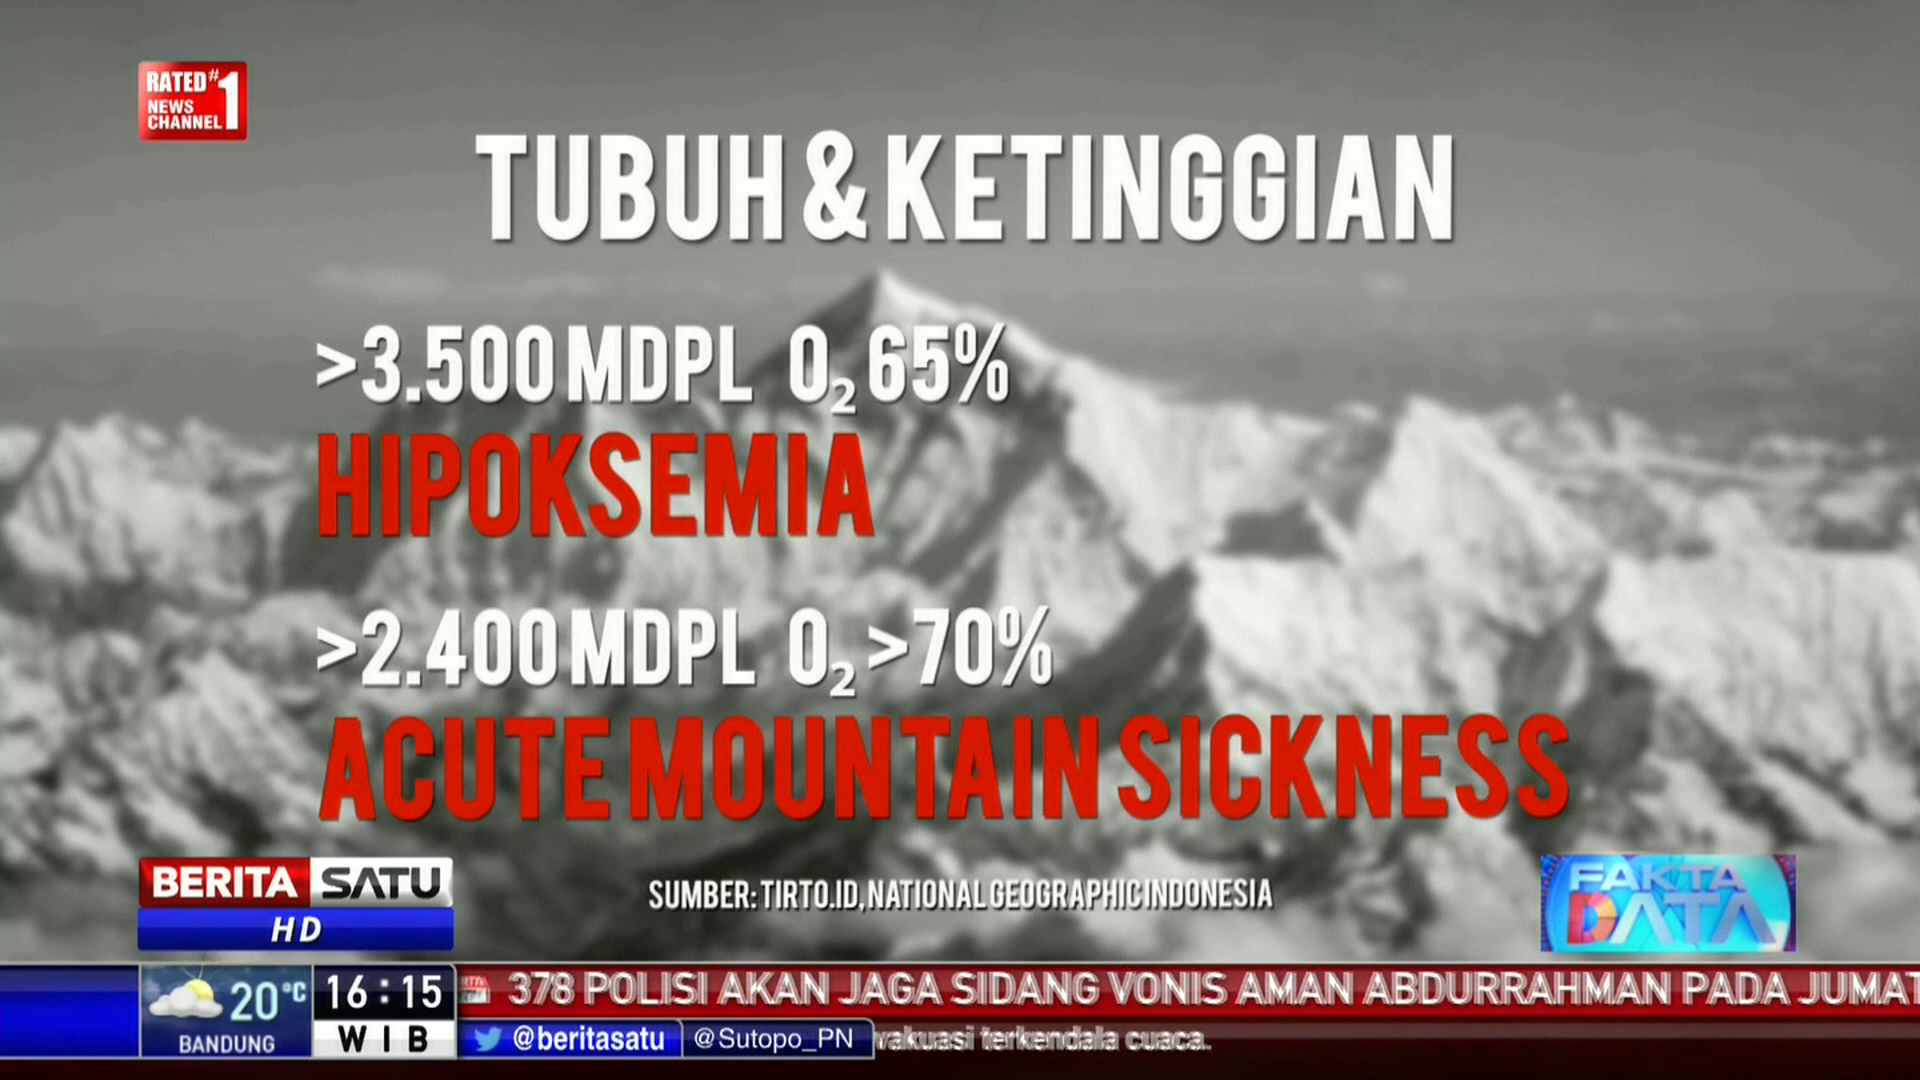 RATED #1
NEWS
CHANNEL
TUBUH & KETINGGIAN
>3.500 MDPL O₂ 65%
HIPOKSEMIA
>2.400 MDPL O₂ >70%
ACUTE MOUNTAIN SICKNESS
SUMBER: TIRTO.ID, NATIONAL GEOGRAPHIC INDONESIA
BERITA SATU
HD
FAKTA
DATA
20°C
BANDUNG
16:15
WIB
378 POLISI AKAN JAGA SIDANG VONIS AMAN ABDURRAHMAN PADA JUMAT
@beritasatu
@Sutopo_PN
vakuasi terkendala cuaca.